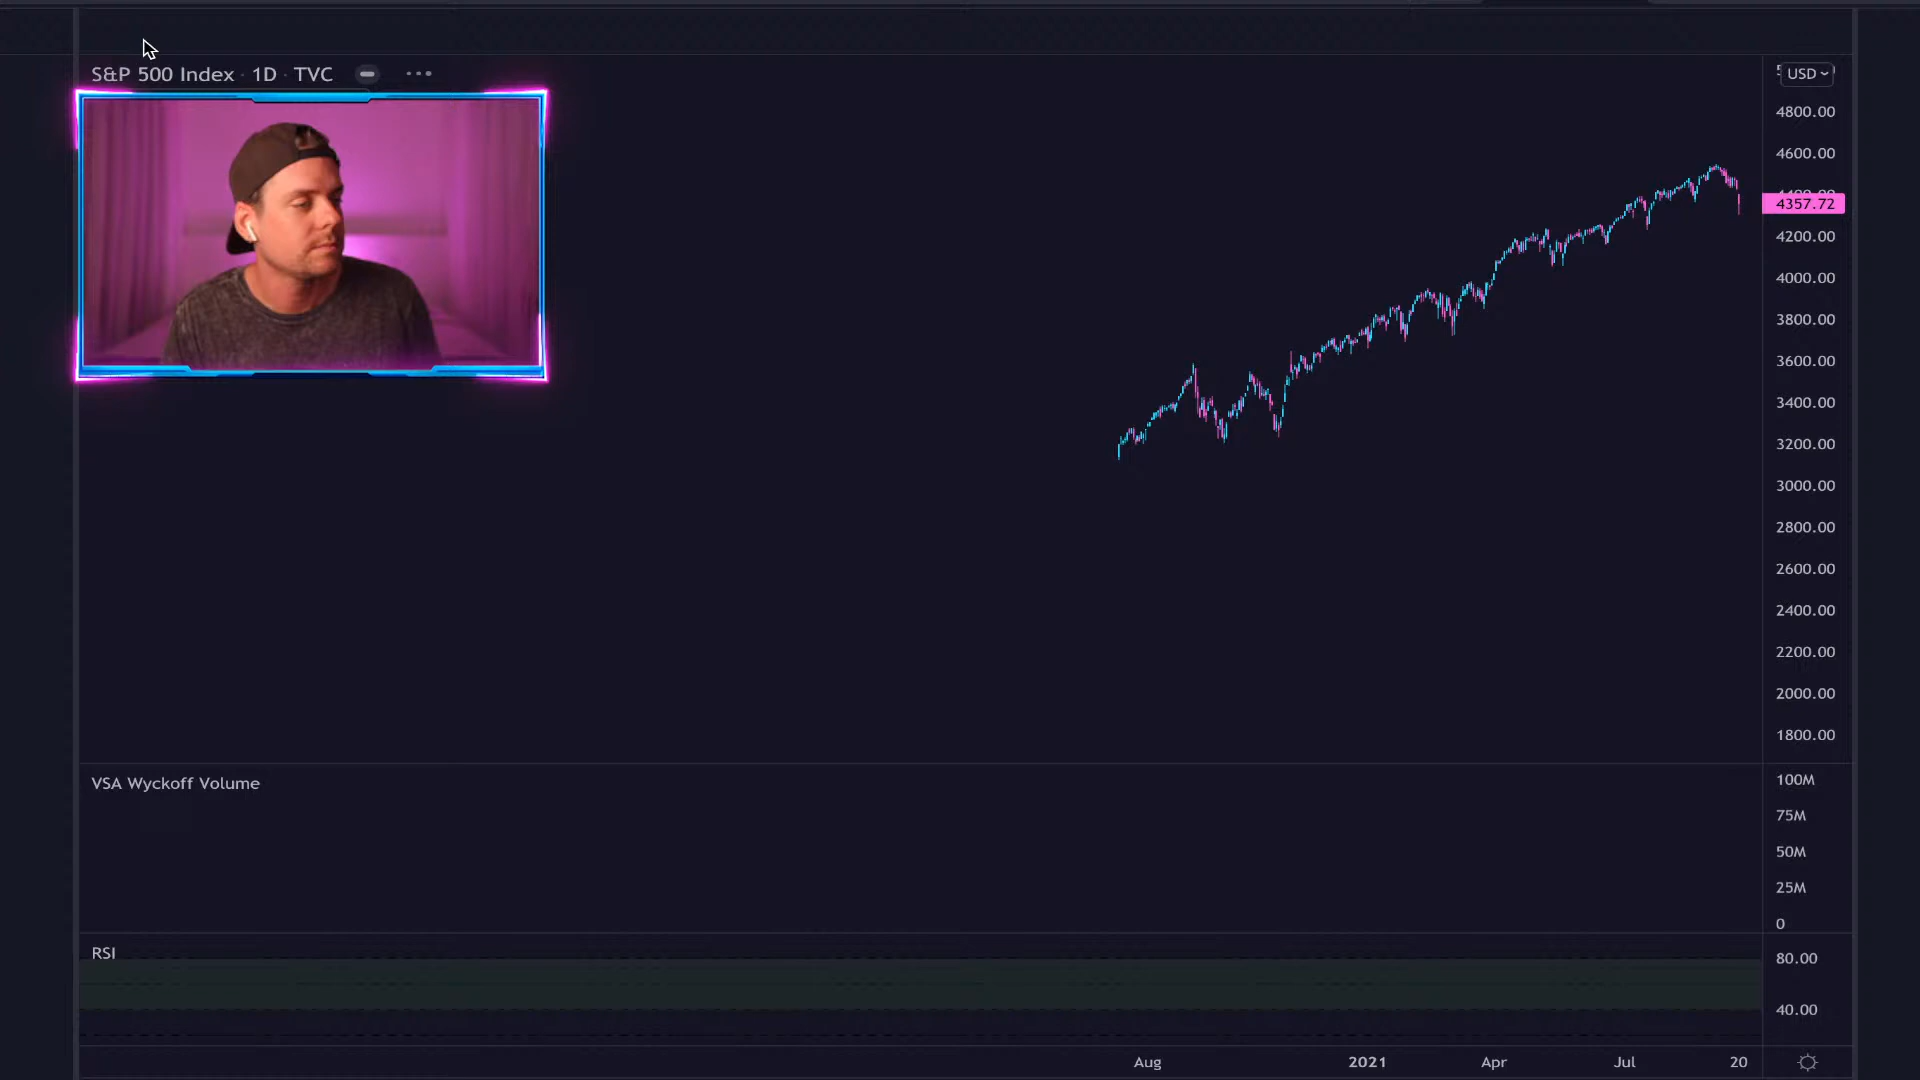 S&P 500 Index · 1D · TVC
USD
4800.00
4600.00
4357.72
4200.00
4000.00
3800.00
3600.00
3400.00
3200.00
3000.00
2800.00
2600.00
2400.00
2200.00
2000.00
1800.00
VSA Wyckoff Volume
100M
75M
50M
25M
0
RSI
80.00
40.00
Aug 2021 Apr Jul 20